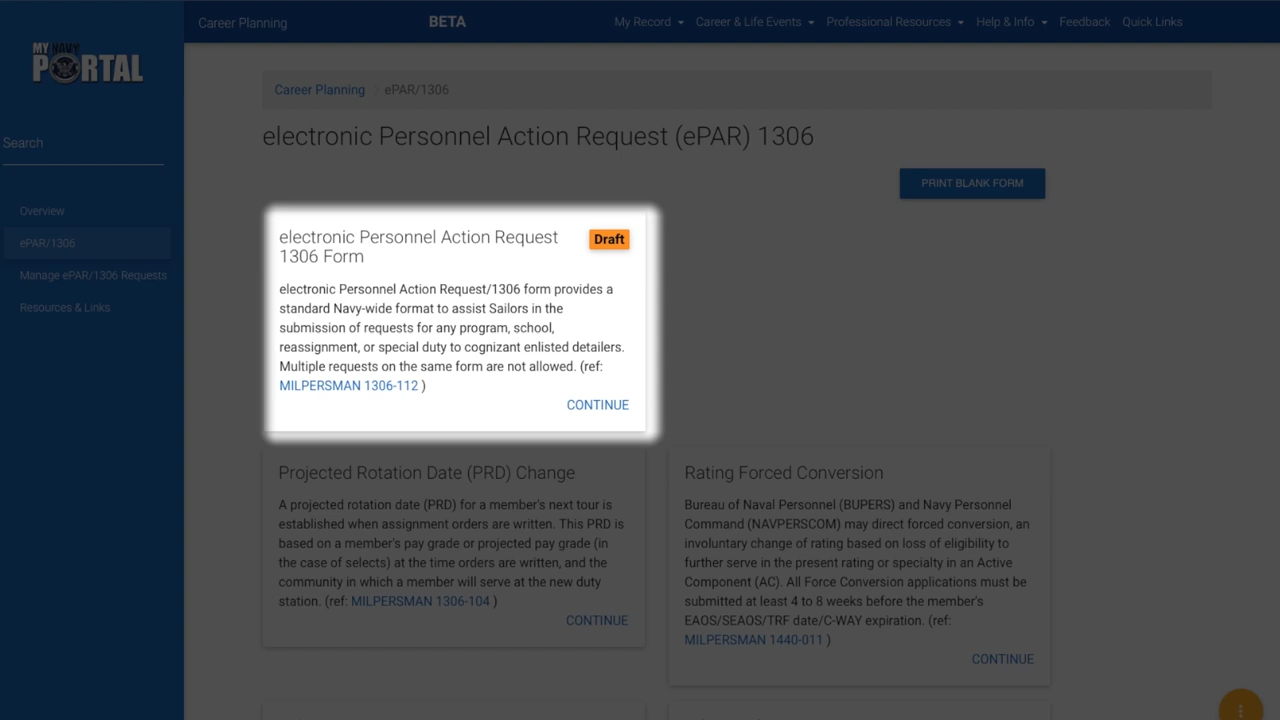 Career Planning
BETA
My Record
Career & Life Events
Professional Resources
Help & Info
Feedback
Quick Links
MY NAVY
PORTAL
Search
Overview
ePAR/1306
Manage ePAR/1306 Requests
Resources & Links
Career Planning
ePAR/1306
electronic Personnel Action Request (ePAR) 1306
PRINT BLANK FORM
electronic Personnel Action Request
1306 Form
Draft
electronic Personnel Action Request/1306 form provides a
standard Navy-wide format to assist Sailors in the
submission of requests for any program, school,
reassignment, or special duty to cognizant enlisted detailers.
Multiple requests on the same form are not allowed. (ref:
MILPERSMAN 1306-112 )
CONTINUE
Projected Rotation Date (PRD) Change
A projected rotation date (PRD) for a member's next tour is
established when assignment orders are written. This PRD is
based on a member's pay grade or projected pay grade (in
the case of selects) at the time orders are written, and the
community in which a member will serve at the new duty
station. (ref: MILPERSMAN 1306-104 )
CONTINUE
Rating Forced Conversion
Bureau of Naval Personnel (BUPERS) and Navy Personnel
Command (NAVPERSCOM) may direct forced conversion, an
involuntary change of rating based on loss of eligibility to
further serve in the present rating or specialty in an Active
Component (AC). All Force Conversion applications must be
submitted at least 4 to 8 weeks before the member's
EAOS/SEAOS/TRF date/C-WAY expiration. (ref:
MILPERSMAN 1440-011 )
CONTINUE